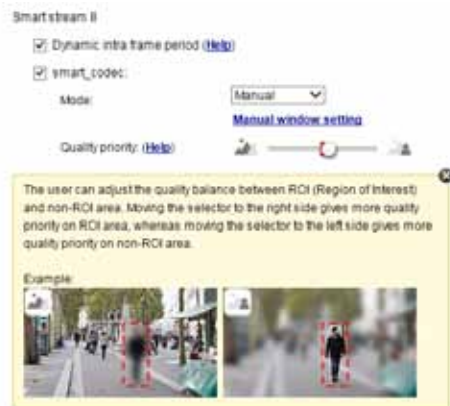 Smart stream II
Dynamic intra frame period (Help)
smart_codec:
Mode: Manual
Manual window setting
Quality priority: (Help)
The user can adjust the quality balance between ROI (Region of Interest)
and non-ROI area. Moving the selector to the right side gives more quality
priority on ROI area, whereas moving the selector to the left side gives more
quality priority on non-ROI area.
Example: